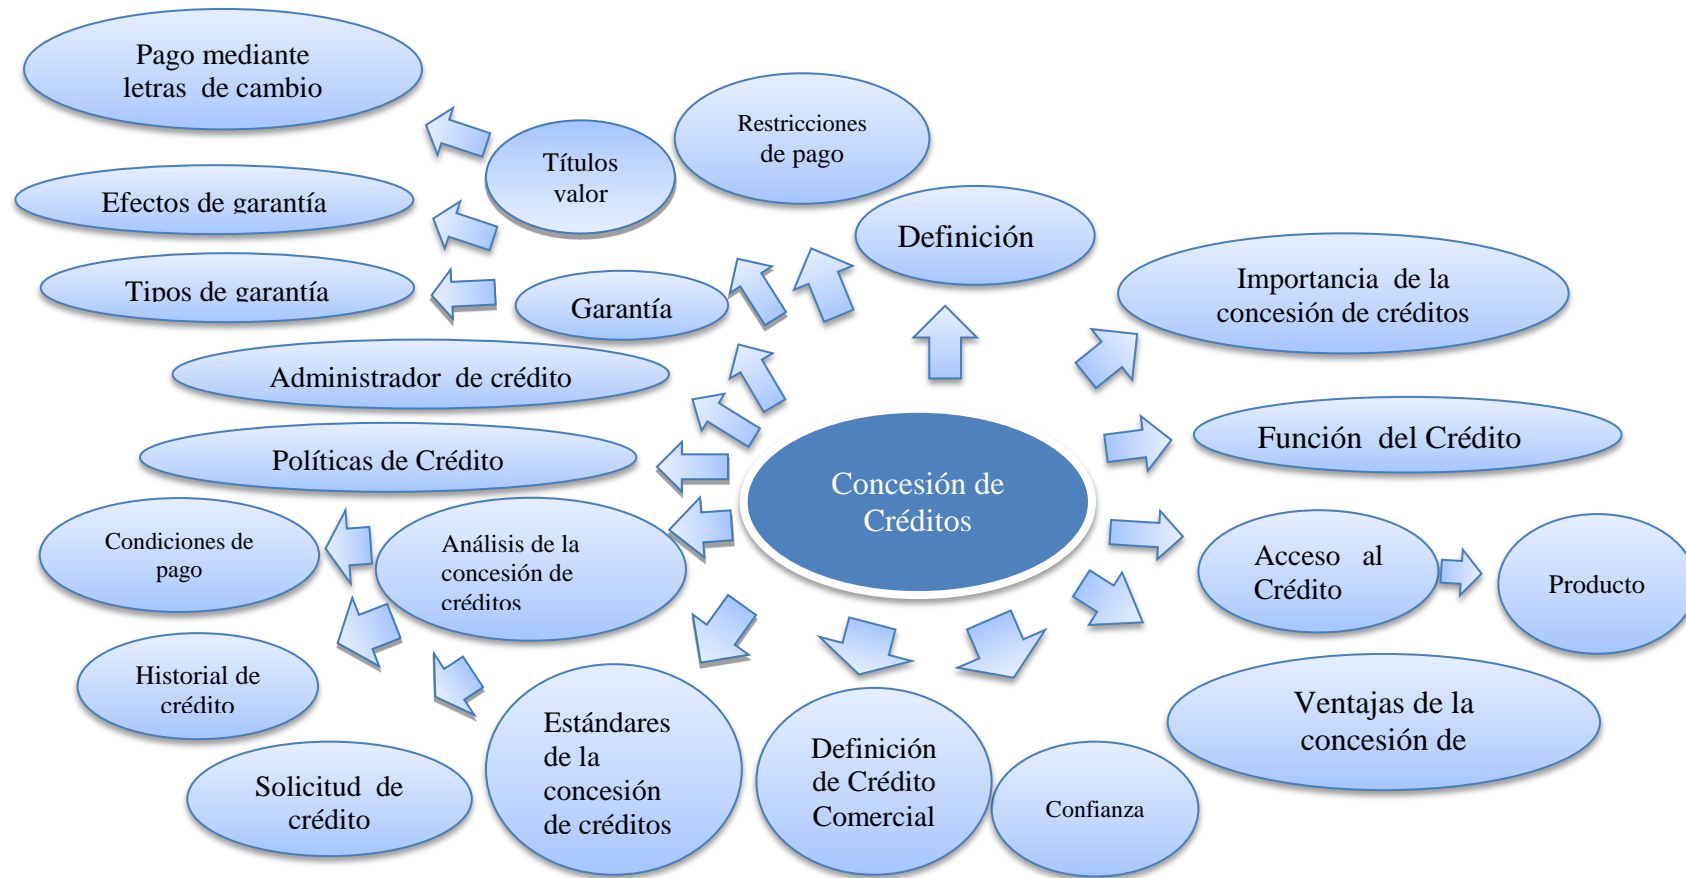 Pago mediante
letras de cambio
Restricciones
de pago
Títulos
valor
Efectos de garantía
Definición
Importancia de la
concesión de créditos
Tipos de garantía
Garantía
Administrador de crédito
Función del Crédito
Políticas de Crédito
Concesión de
Créditos
Condiciones de
pago
Análisis de la
concesión de
créditos
Acceso al
Crédito
Producto
Historial de
crédito
Ventajas de la
concesión de
Estándares
de la
concesión
de créditos
Definición
de Crédito
Comercial
Confianza
Solicitud de
crédito